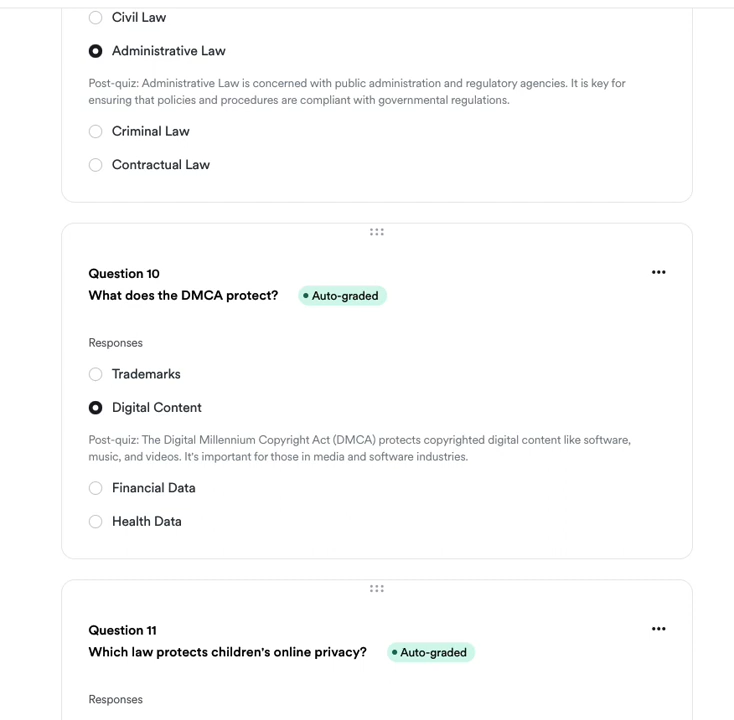 Civil Law
Administrative Law
Post-quiz: Administrative Law is concerned with public administration and regulatory agencies. It is key for
ensuring that policies and procedures are compliant with governmental regulations.
Criminal Law
Contractual Law
Question 10
What does the DMCA protect?
Auto-graded
Responses
Trademarks
Digital Content
Post-quiz: The Digital Millennium Copyright Act (DMCA) protects copyrighted digital content like software,
music, and videos. It's important for those in media and software industries.
Financial Data
Health Data
Question 11
Which law protects children's online privacy?
Auto-graded
Responses